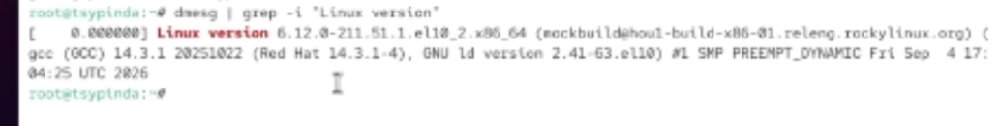 root@tsypinda:~# dmesg | grep -i "Linux version"
[    0.000000] Linux version 6.12.0-211.51.1.el10_2.x86_64 (mockbuild@hou1-build-x86-01.releng.rockylinux.org) (
gcc (GCC) 14.3.1 20251022 (Red Hat 14.3.1-4), GNU ld version 2.41-63.el10) #1 SMP PREEMPT_DYNAMIC Fri Sep  4 17:
04:25 UTC 2026
root@tsypinda:~#